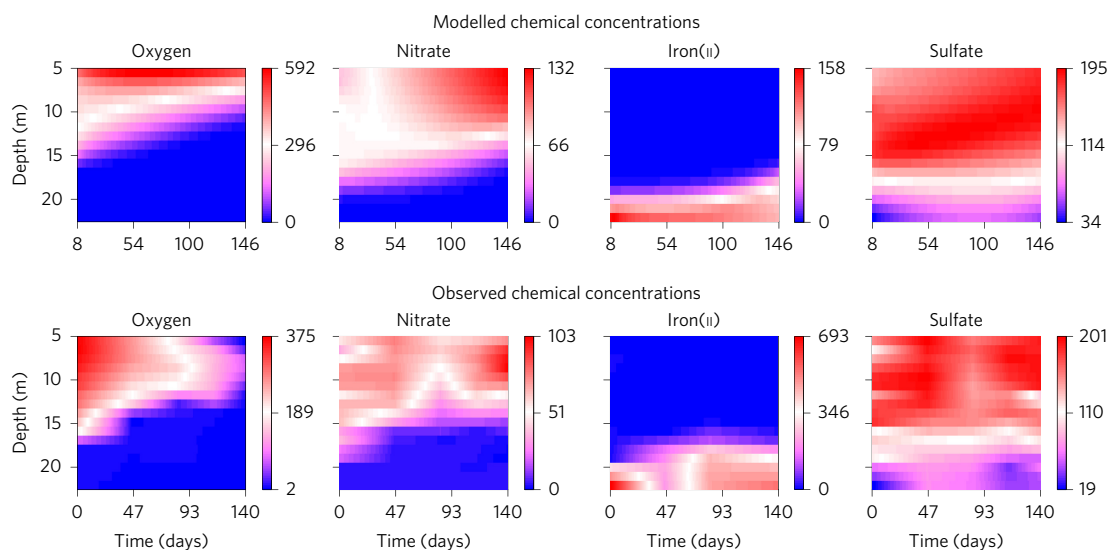 Modelled chemical concentrations
Oxygen Nitrate Iron(II) Sulfate
5 592 132 158 195
10
Depth (m) 296 66 79 114
15
20
0 0 0 34
8 54 100 146 8 54 100 146 8 54 100 146 8 54 100 146
Observed chemical concentrations
Oxygen Nitrate Iron(II) Sulfate
5 375 103 693 201
10
Depth (m) 189 51 346 110
15
20
2 0 0 19
0 47 93 140 0 47 93 140 0 47 93 140 0 47 93 140
Time (days) Time (days) Time (days) Time (days)